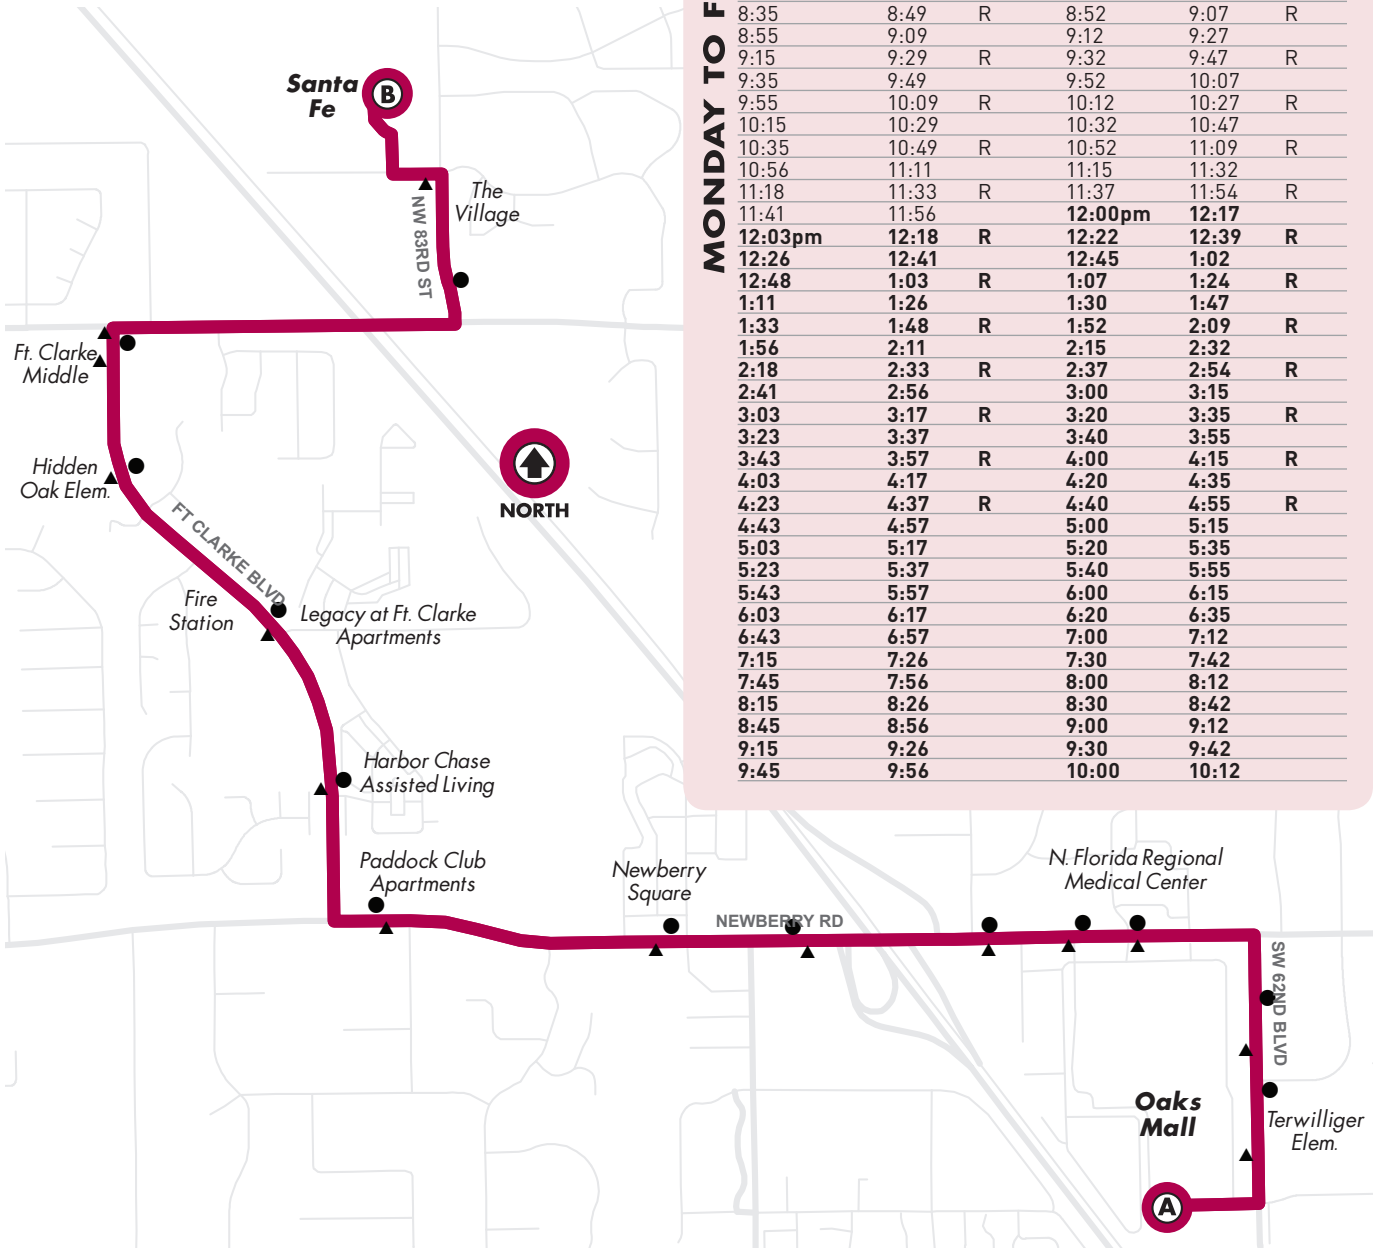 MONDAY TO F
8:35 8:49 R 8:52 9:07 R
8:55 9:09 9:12 9:27
9:15 9:29 R 9:32 9:47 R
9:35 9:49 9:52 10:07
9:55 10:09 R 10:12 10:27 R
10:15 10:29 10:32 10:47
10:35 10:49 R 10:52 11:09 R
10:56 11:11 11:15 11:32
11:18 11:33 R 11:37 11:54 R
11:41 11:56 12:00pm 12:17
12:03pm 12:18 R 12:22 12:39 R
12:26 12:41 12:45 1:02
12:48 1:03 R 1:07 1:24 R
1:11 1:26 1:30 1:47
1:33 1:48 R 1:52 2:09 R
1:56 2:11 2:15 2:32
2:18 2:33 R 2:37 2:54 R
2:41 2:56 3:00 3:15
3:03 3:17 R 3:20 3:35 R
3:23 3:37 3:40 3:55
3:43 3:57 R 4:00 4:15 R
4:03 4:17 4:20 4:35
4:23 4:37 R 4:40 4:55 R
4:43 4:57 5:00 5:15
5:03 5:17 5:20 5:35
5:23 5:37 5:40 5:55
5:43 5:57 6:00 6:15
6:03 6:17 6:20 6:35
6:43 6:57 7:00 7:12
7:15 7:26 7:30 7:42
7:45 7:56 8:00 8:12
8:15 8:26 8:30 8:42
8:45 8:56 9:00 9:12
9:15 9:26 9:30 9:42
9:45 9:56 10:00 10:12
Santa
Fe
B
The
Village
NW 83RD ST
Ft. Clarke
Middle
Hidden
Oak Elem.
NORTH
FT CLARKE BLVD
Fire
Station
Legacy at Ft. Clarke
Apartments
Harbor Chase
Assisted Living
Paddock Club
Apartments
Newberry
Square
NEWBERRY RD
N. Florida Regional
Medical Center
SW 62ND BLVD
Oaks
Mall
Terwilliger
Elem.
A